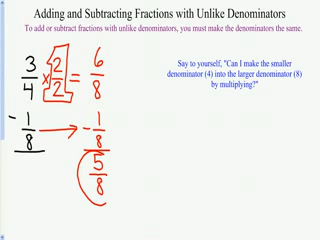 Adding and Subtracting Fractions with Unlike Denominators
To add or subtract fractions with unlike denominators, you must make the denominators the same.
Say to yourself, "Can I make the smaller
denominator (4) into the larger denominator (8)
by multiplying?"
3/4 × 2/2 = 6/8
- 1/8 → - 1/8
5/8